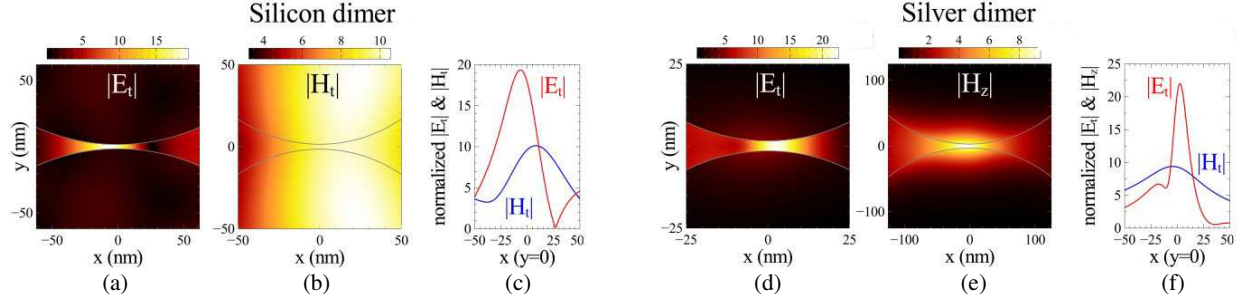 Silicon dimer
5 10 15
|E_t|
50
0
−50
y (nm)
−50 0 50
x (nm)
(a)
4 6 8 10
|H_t|
50
0
−50
−50 0 50
x (nm)
(b)
normalized |E_t| & |H_t|
20
15
10
5
0
|E_t|
|H_t|
−50 −25 0 25 50
x (y=0)
(c)
Silver dimer
5 10 15 20
|E_t|
25
0
−25
y (nm)
−25 0 25
x (nm)
(d)
2 4 6 8
|H_z|
100
0
−100
−100 0 100
x (nm)
(e)
normalized |E_t| & |H_z|
25
20
15
10
5
0
|E_t|
|H_t|
−50 −25 0 25 50
x (y=0)
(f)